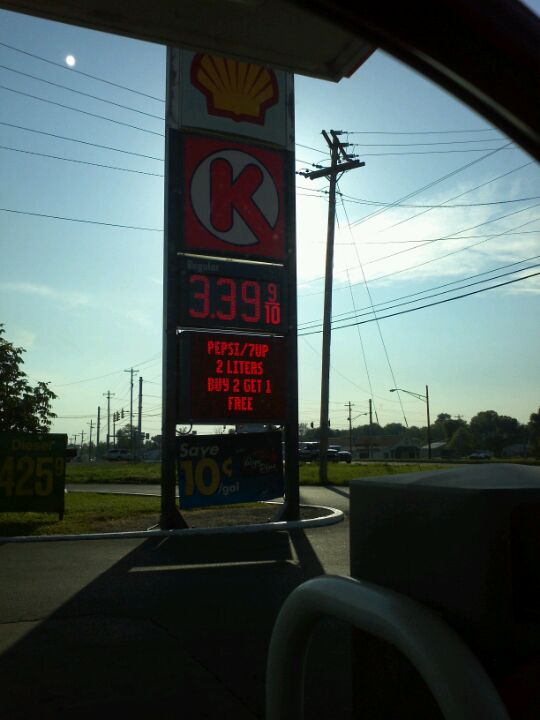 K
Regular
3.39 9/10
PEPSI/7UP
2 LITERS
BUY 2 GET 1
FREE
Save
10¢
/gal
Diesel
425 9